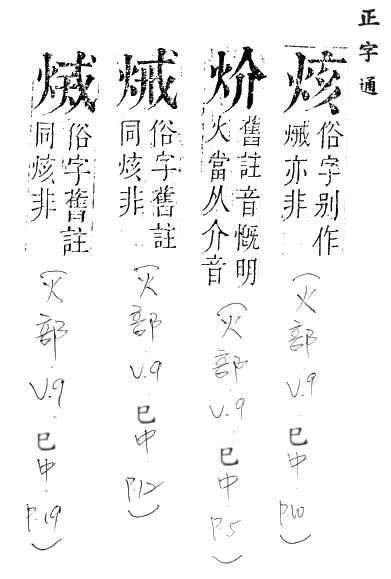 正字通
烗
俗字别作
亦非
(火部.V.9.巳中.P.10)
炌
舊註音慨明
火當从介音
(火部.V.9.巳中.P.5)
俗字舊註
同烗非
(火部.V.9.巳中.P.12)
俗字舊註
同烗非
(火部.V.9.巳中.P.19)